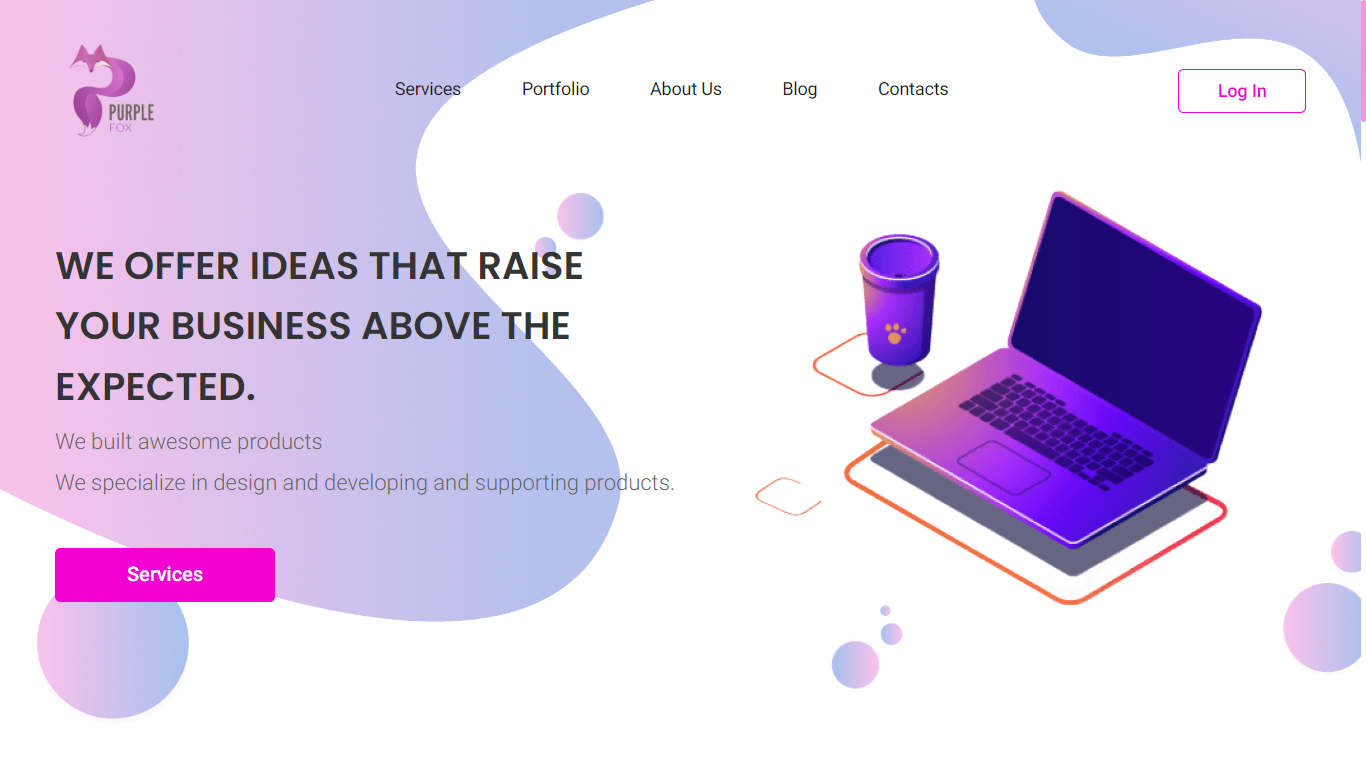 PURPLE
FOX
Services
Portfolio
About Us
Blog
Contacts
Log In
WE OFFER IDEAS THAT RAISE
YOUR BUSINESS ABOVE THE
EXPECTED.
We built awesome products
We specialize in design and developing and supporting products.
Services